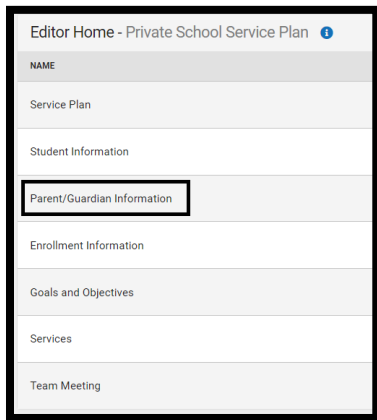 Editor Home - Private School Service Plan
NAME
Service Plan
Student Information
Parent/Guardian Information
Enrollment Information
Goals and Objectives
Services
Team Meeting